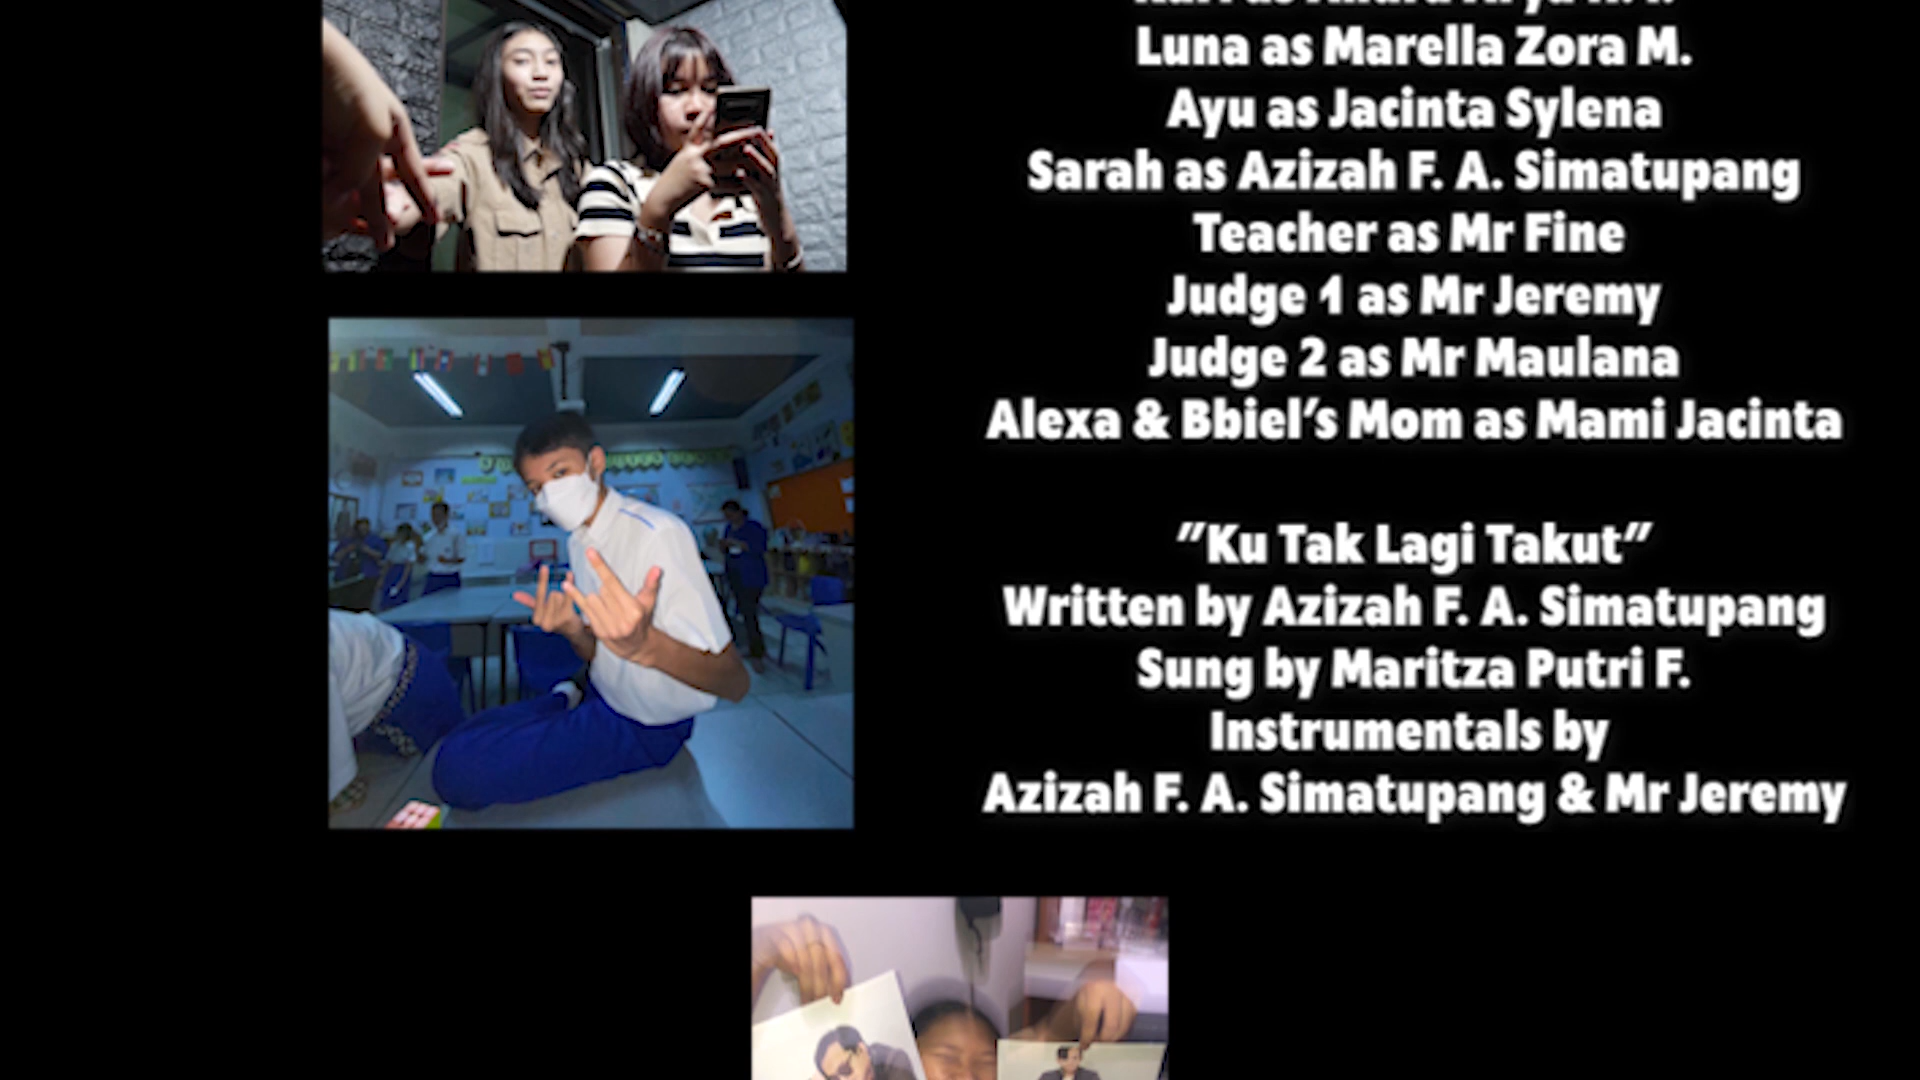 Luna as Marella Zora M.
Ayu as Jacinta Sylena
Sarah as Azizah F. A. Simatupang
Teacher as Mr Fine
Judge 1 as Mr Jeremy
Judge 2 as Mr Maulana
Alexa & Bbiel's Mom as Mami Jacinta
"Ku Tak Lagi Takut"
Written by Azizah F. A. Simatupang
Sung by Maritza Putri F.
Instrumentals by
Azizah F. A. Simatupang & Mr Jeremy